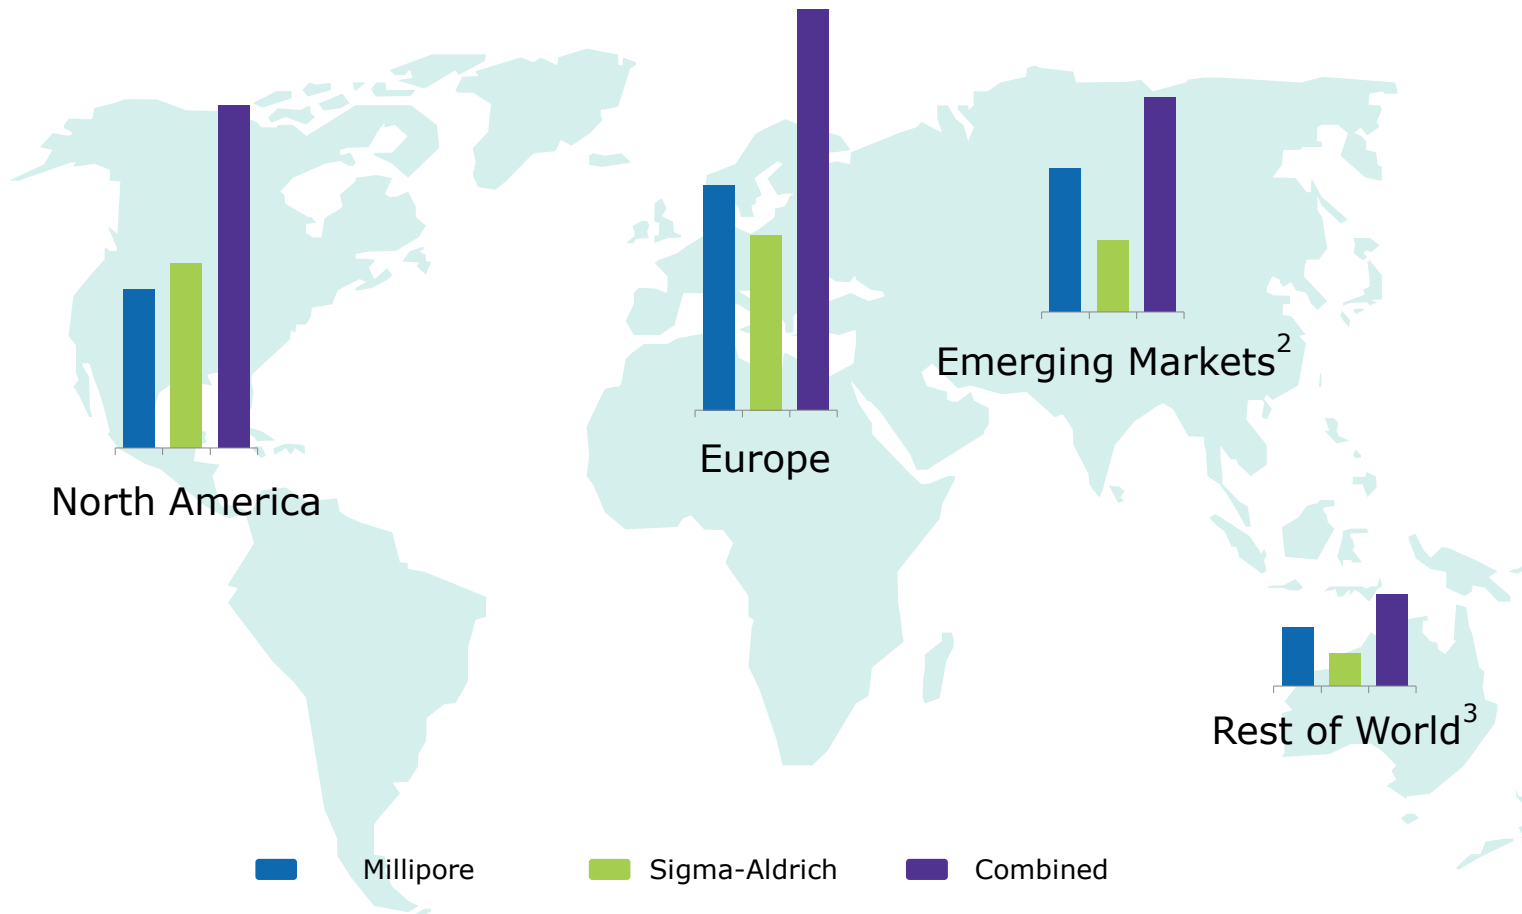 Emerging Markets²
Europe
North America
Rest of World³
Millipore
Sigma-Aldrich
Combined